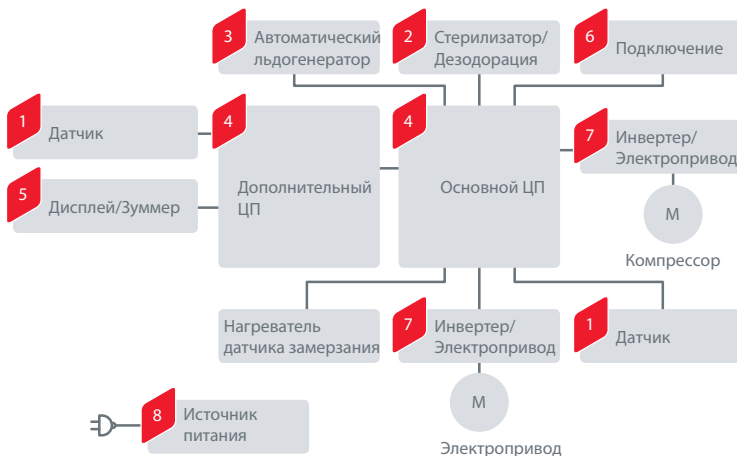 3
Автоматический
льдогенератор
2
Стерилизатор/
Дезодорация
6
Подключение
1
Датчик
4
Дополнительный
ЦП
4
Основной ЦП
7
Инвертер/
Электропривод
5
Дисплей/Зуммер
М
Компрессор
Нагреватель
датчика замерзания
7
Инвертер/
Электропривод
1
Датчик
8
Источник
питания
М
Электропривод